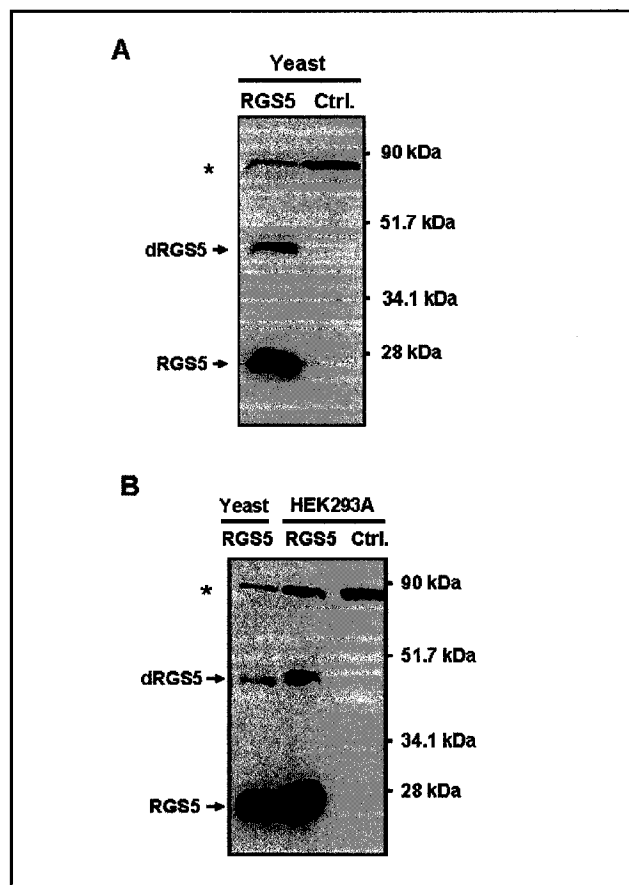 A
Yeast
RGS5 Ctrl.
90 kDa
*
51.7 kDa
dRGS5
34.1 kDa
28 kDa
RGS5
B
Yeast HEK293A
RGS5 RGS5 Ctrl.
90 kDa
*
51.7 kDa
dRGS5
34.1 kDa
28 kDa
RGS5